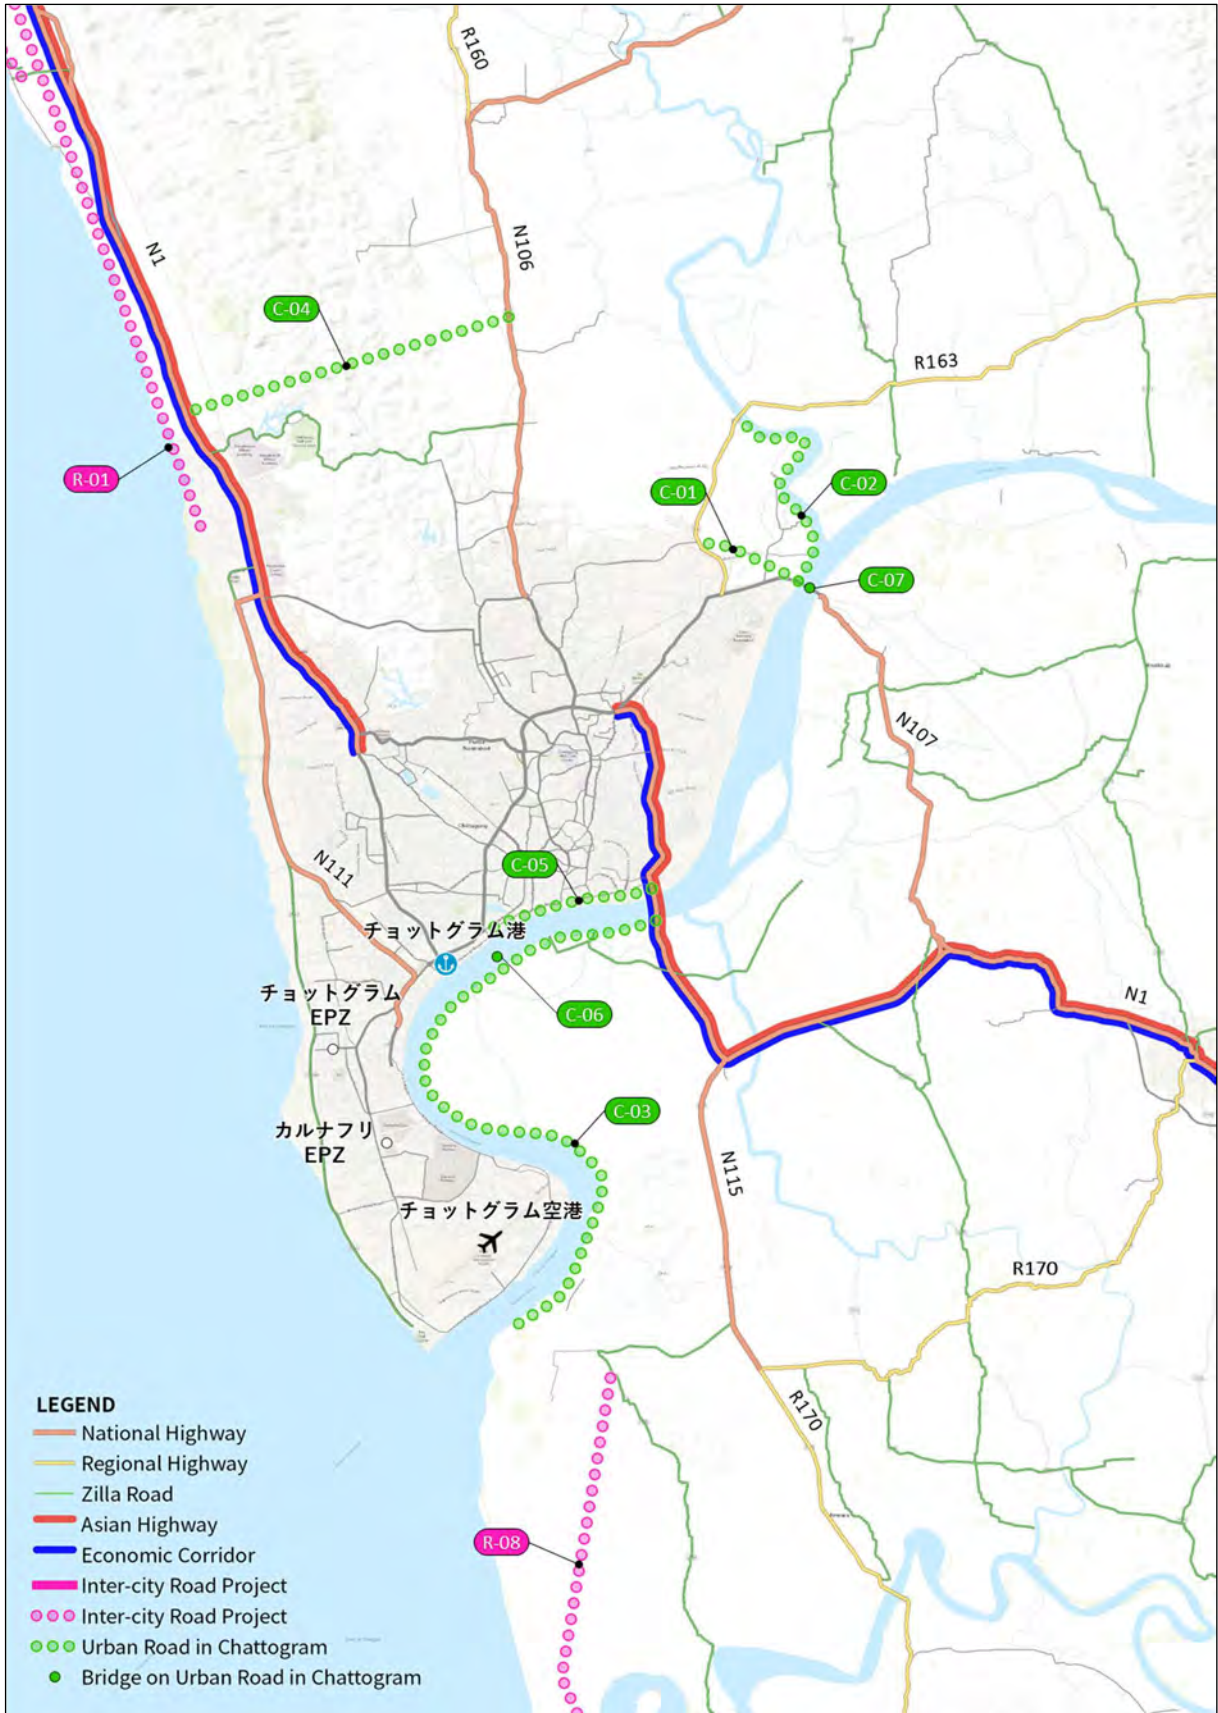 R160
N1
N106
C-04
R163
R-01
C-01
C-02
C-07
N107
C-05
N111
チョットグラム港
チョットグラム
EPZ
C-06
N1
カルナフリ
EPZ
C-03
N115
チョットグラム空港
R170
R170
R-08
LEGEND
National Highway
Regional Highway
Zilla Road
Asian Highway
Economic Corridor
Inter-city Road Project
Inter-city Road Project
Urban Road in Chattogram
Bridge on Urban Road in Chattogram